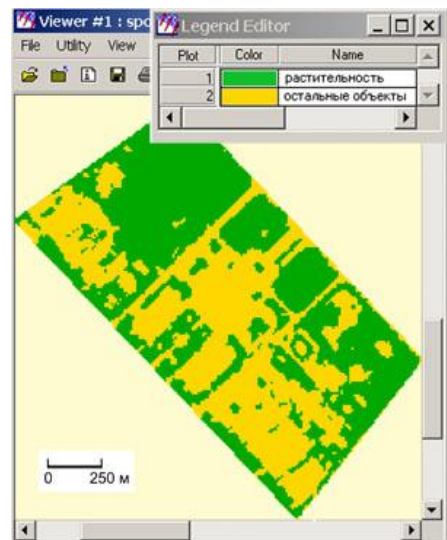 Viewer #1 : spo
Legend Editor
File Utility View
Plot Color Name
1 растительность
2 остальные объекты
0 250 м